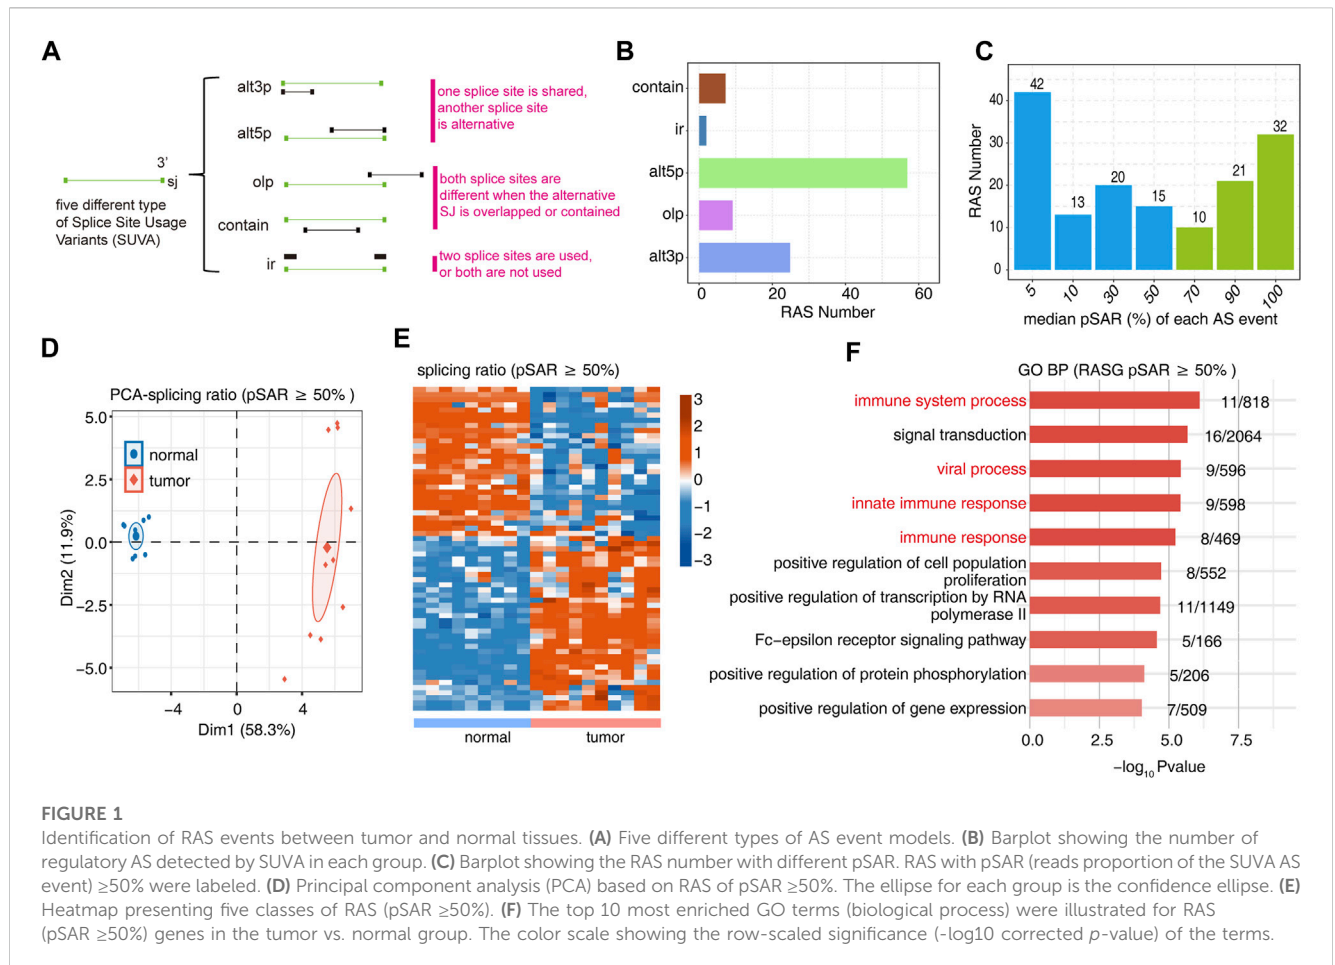 A
alt3p
alt5p
olp
contain
ir
3'
sj
five different type
of Splice Site Usage
Variants (SUVA)
one splice site is shared,
another splice site
is alternative
both splice sites are
different when the alternative
SJ is overlapped or contained
two splice sites are used,
or both are not used
B
contain
ir
alt5p
olp
alt3p
0 20 40 60
RAS Number
C
RAS Number
40
20
10
0
42
13
20
15
10
21
32
5 10 30 50 70 90 100
median pSAR (%) of each AS event
D
PCA-splicing ratio (pSAR ≥ 50% )
normal
tumor
5.0
2.5
0.0
−2.5
−5.0
Dim2 (11.9%)
−4 0 4
Dim1 (58.3%)
E
splicing ratio (pSAR ≥ 50%)
3
2
1
0
−1
−2
−3
normal tumor
F
GO BP (RASG pSAR ≥ 50% )
immune system process 11/818
signal transduction 16/2064
viral process 9/596
innate immune response 9/598
immune response 8/469
positive regulation of cell population
proliferation 8/552
positive regulation of transcription by RNA
polymerase II 11/1149
Fc−epsilon receptor signaling pathway 5/166
positive regulation of protein phosphorylation 5/206
positive regulation of gene expression 7/509
0.0 2.5 5.0 7.5
−log10 Pvalue
FIGURE 1
Identification of RAS events between tumor and normal tissues. (A) Five different types of AS event models. (B) Barplot showing the number of
regulatory AS detected by SUVA in each group. (C) Barplot showing the RAS number with different pSAR. RAS with pSAR (reads proportion of the SUVA AS
event) ≥50% were labeled. (D) Principal component analysis (PCA) based on RAS of pSAR ≥50%. The ellipse for each group is the confidence ellipse. (E)
Heatmap presenting five classes of RAS (pSAR ≥50%). (F) The top 10 most enriched GO terms (biological process) were illustrated for RAS
(pSAR ≥50%) genes in the tumor vs. normal group. The color scale showing the row-scaled significance (-log10 corrected p-value) of the terms.